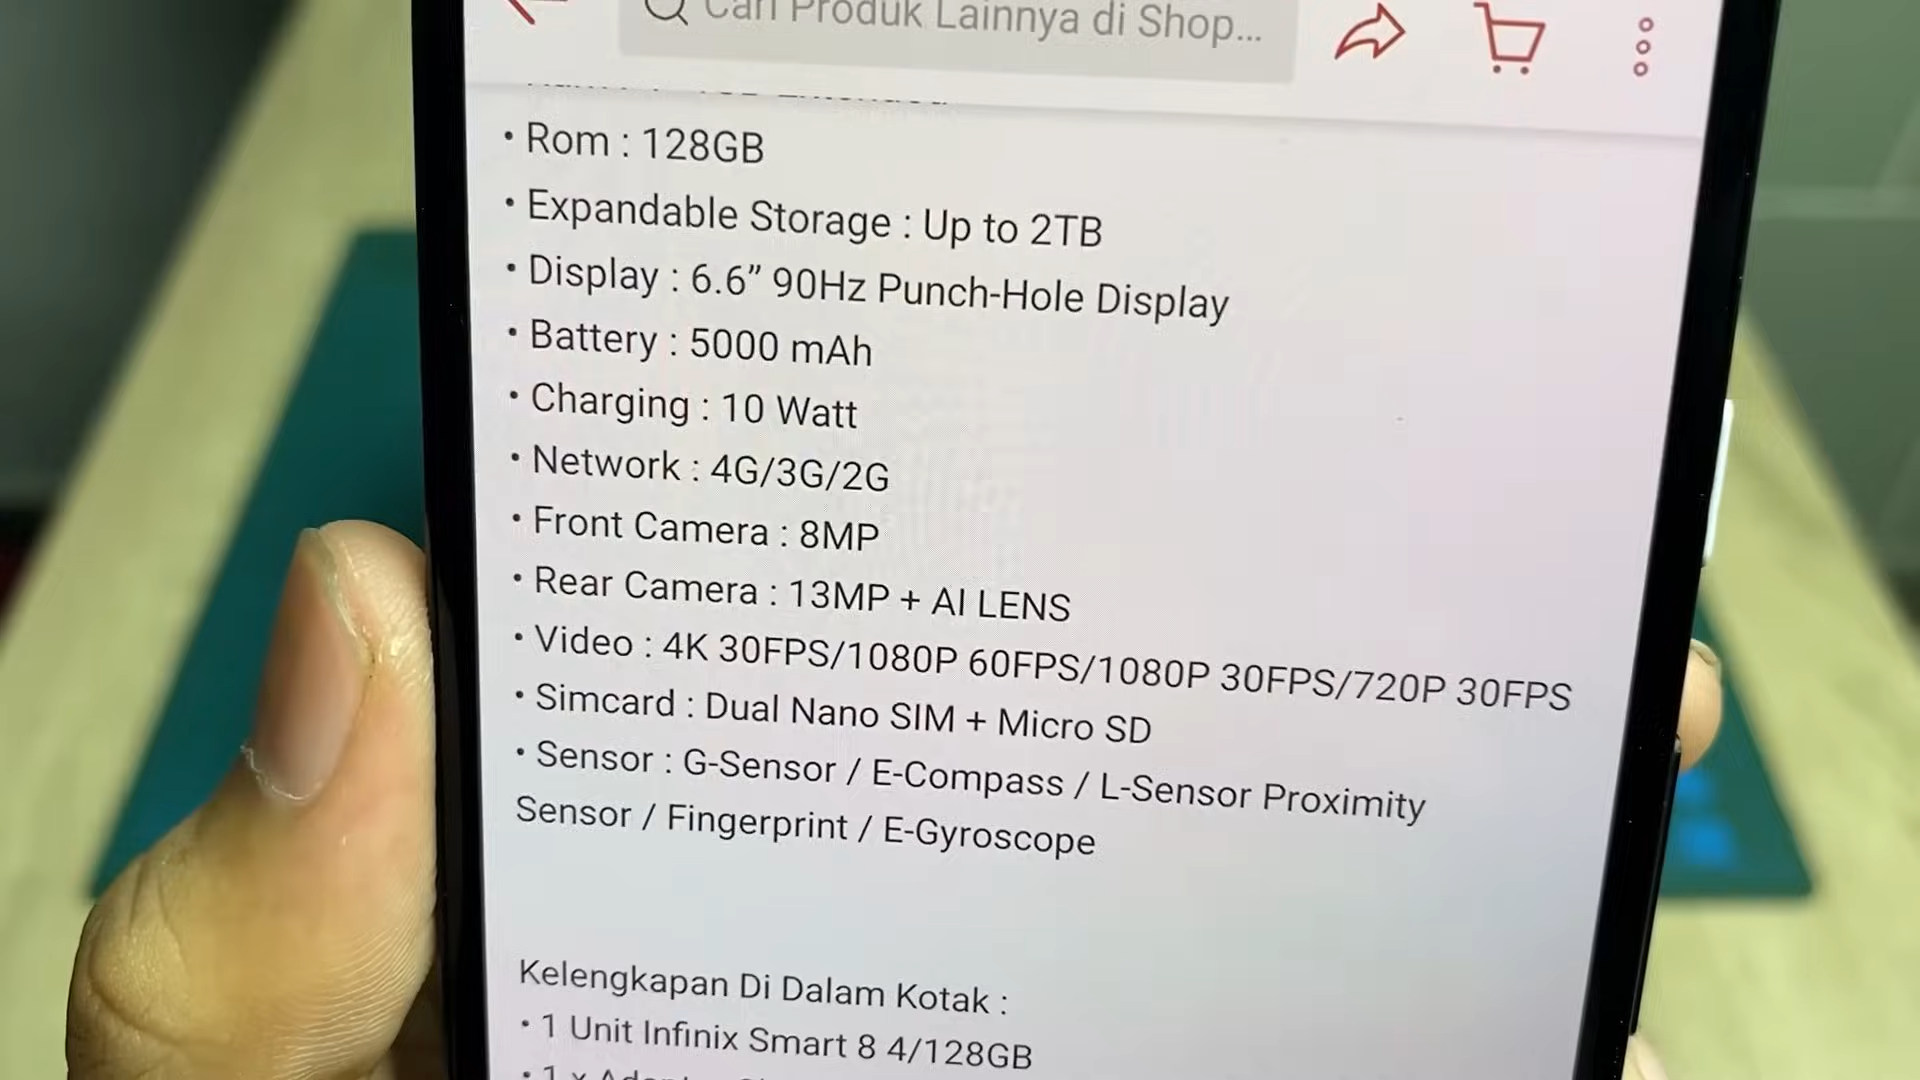 Cari Produk Lainnya di Shop...
• Rom : 128GB
• Expandable Storage : Up to 2TB
• Display : 6.6” 90Hz Punch-Hole Display
• Battery : 5000 mAh
• Charging : 10 Watt
• Network : 4G/3G/2G
• Front Camera : 8MP
• Rear Camera : 13MP + AI LENS
• Video : 4K 30FPS/1080P 60FPS/1080P 30FPS/720P 30FPS
• Simcard : Dual Nano SIM + Micro SD
• Sensor : G-Sensor / E-Compass / L-Sensor Proximity
Sensor / Fingerprint / E-Gyroscope
Kelengkapan Di Dalam Kotak :
• 1 Unit Infinix Smart 8 4/128GB
• 1 x